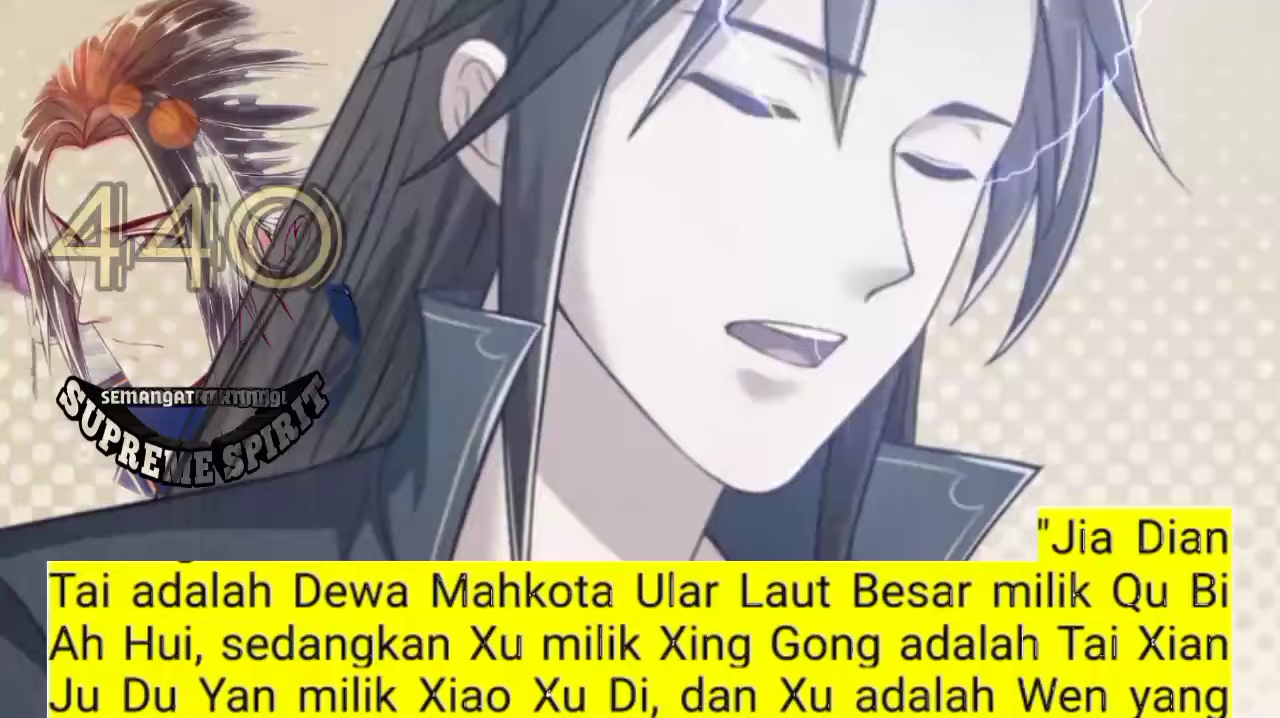 440
SEMANGAT
SUPREME SPIRIT
"Jia Dian
Tai adalah Dewa Mahkota Ular Laut Besar milik Qu Bi
Ah Hui, sedangkan Xu milik Xing Gong adalah Tai Xian
Ju Du Yan milik Xiao Xu Di, dan Xu adalah Wen yang